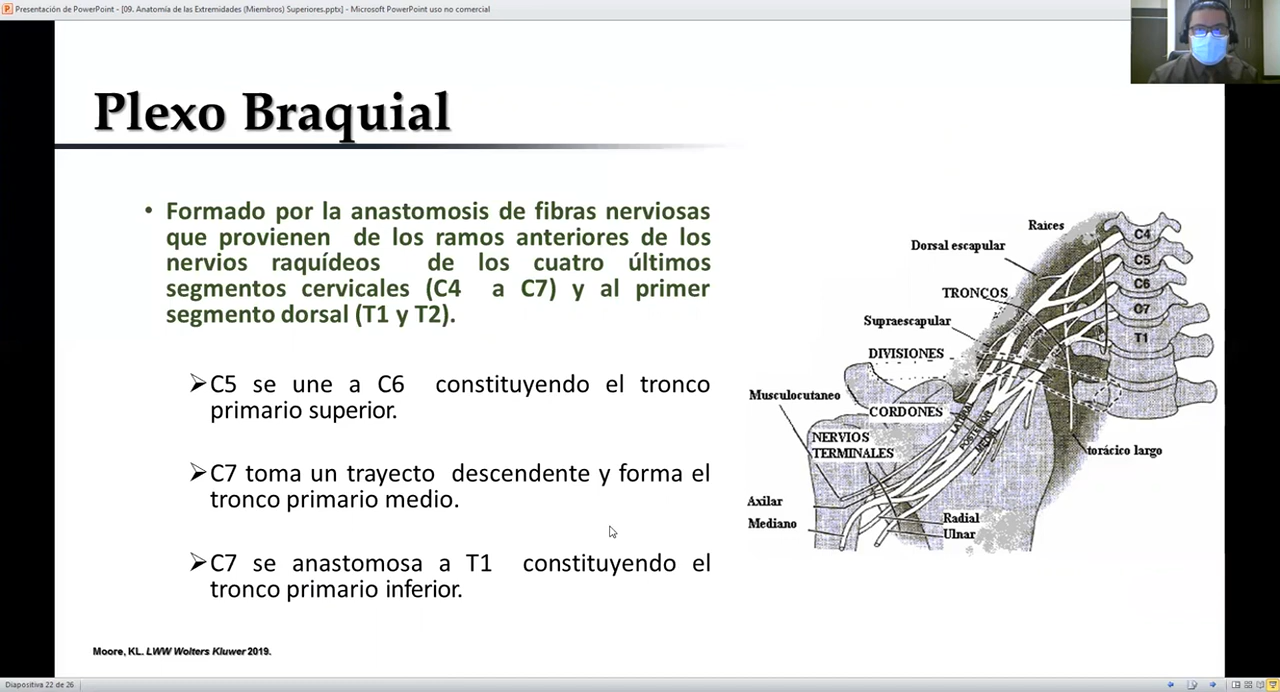 Presentación de PowerPoint - [09. Anatomía de las Extremidades (Miembros) Superiores.pptx] - Microsoft PowerPoint uso no comercial
Plexo Braquial
• Formado por la anastomosis de fibras nerviosas
que provienen de los ramos anteriores de los
nervios raquídeos de los cuatro últimos
segmentos cervicales (C4 a C7) y al primer
segmento dorsal (T1 y T2).
➢C5 se une a C6 constituyendo el tronco
primario superior.
➢C7 toma un trayecto descendente y forma el
tronco primario medio.
➢C7 se anastomosa a T1 constituyendo el
tronco primario inferior.
Moore, KL. LWW Wolters Kluwer 2019.
Raíces
Dorsal escapular
TRONCOS
Supraescapular
DIVISIONES
Musculocutaneo
CORDONES
NERVIOS
TERMINALES
Axilar
Mediano
Radial
Ulnar
torácico largo
LATERAL
POSTERIOR
MEDIAL
C4
C5
C6
C7
T1
Diapositiva 22 de 26